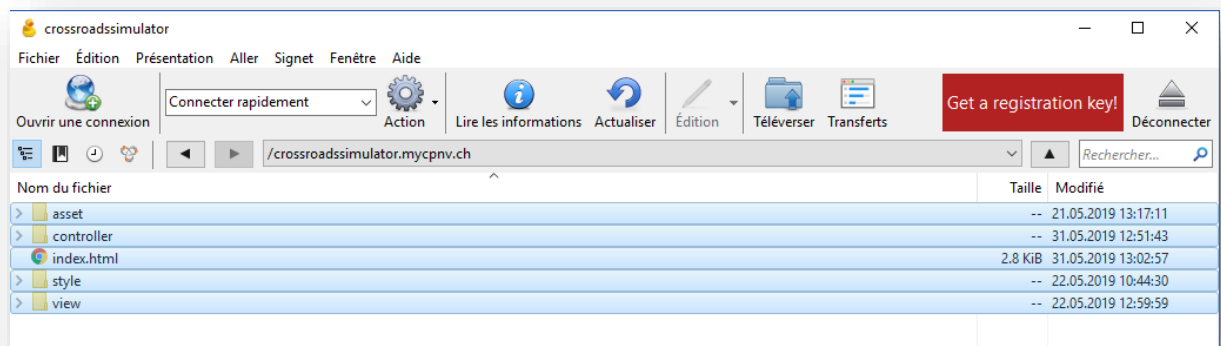 crossroadssimulator
Fichier Édition Présentation Aller Signet Fenêtre Aide
Ouvrir une connexion Connecter rapidement Action Lire les informations Actualiser Édition Téléverser Transferts Get a registration key! Déconnecter
/crossroadssimulator.mycpnv.ch Rechercher...
Nom du fichier Taille Modifié
asset -- 21.05.2019 13:17:11
controller -- 31.05.2019 12:51:43
index.html 2.8 KiB 31.05.2019 13:02:57
style -- 22.05.2019 10:44:30
view -- 22.05.2019 12:59:59